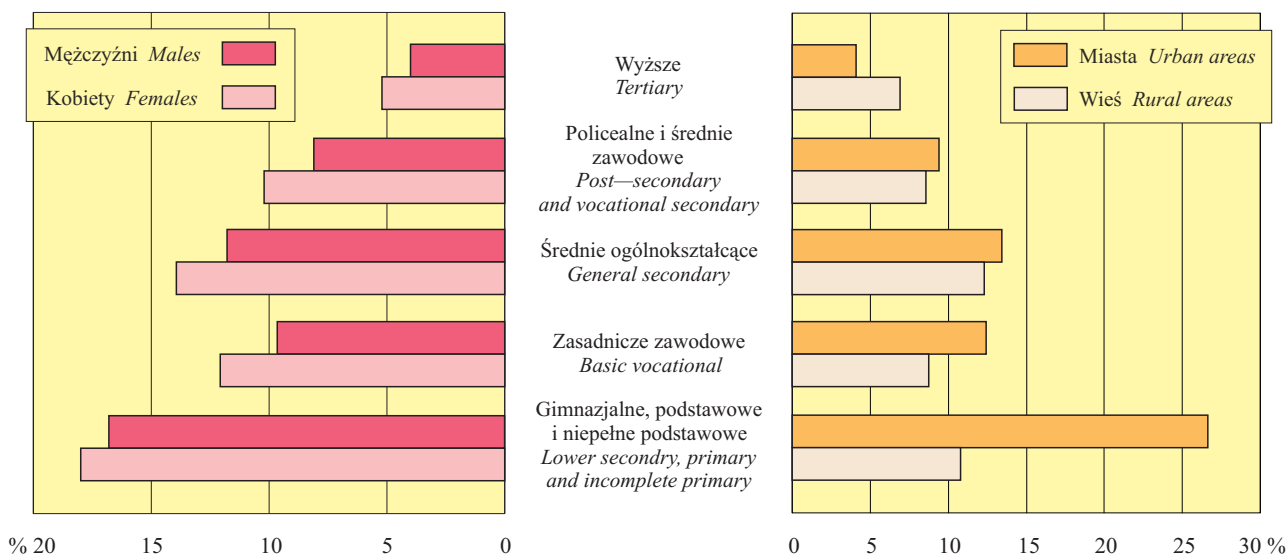 Mężczyźni Males
Kobiety Females
Miasta Urban areas
Wieś Rural areas
Wyższe
Tertiary
Policealne i średnie
zawodowe
Post—secondary
and vocational secondary
Średnie ogólnokształcące
General secondary
Zasadnicze zawodowe
Basic vocational
Gimnazjalne, podstawowe
i niepełne podstawowe
Lower secondry, primary
and incomplete primary
% 20 15 10 5 0
0 5 10 15 20 25 30 %